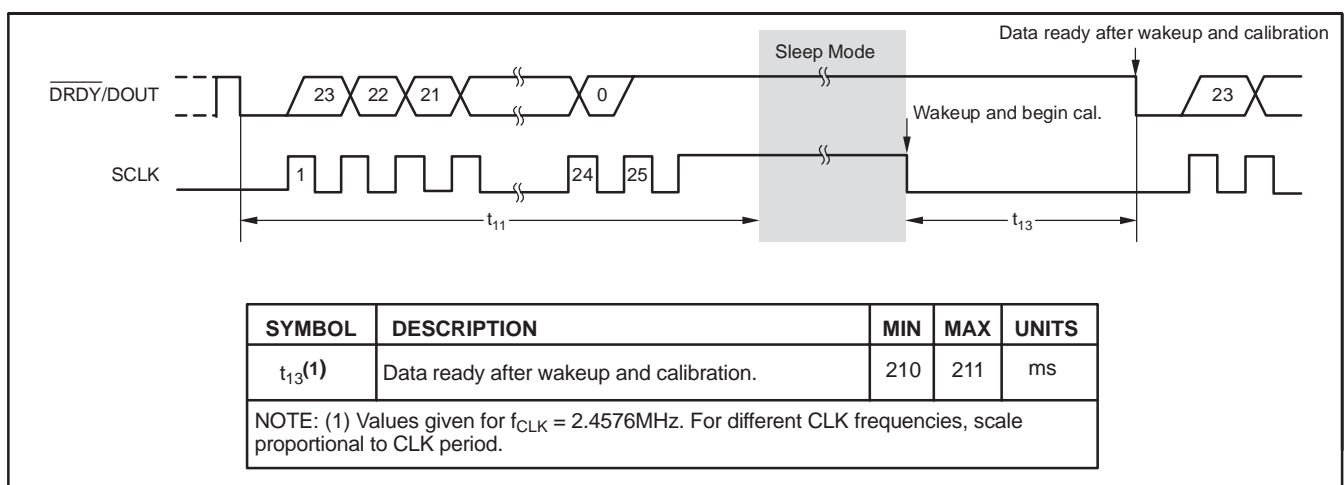 Data ready after wakeup and calibration
Sleep Mode
DRDY/DOUT
23 22 21 0 23
Wakeup and begin cal.
SCLK
1 24 25
t11 t13
SYMBOL DESCRIPTION MIN MAX UNITS
t13(1) Data ready after wakeup and calibration. 210 211 ms
NOTE: (1) Values given for fCLK = 2.4576MHz. For different CLK frequencies, scale
proportional to CLK period.